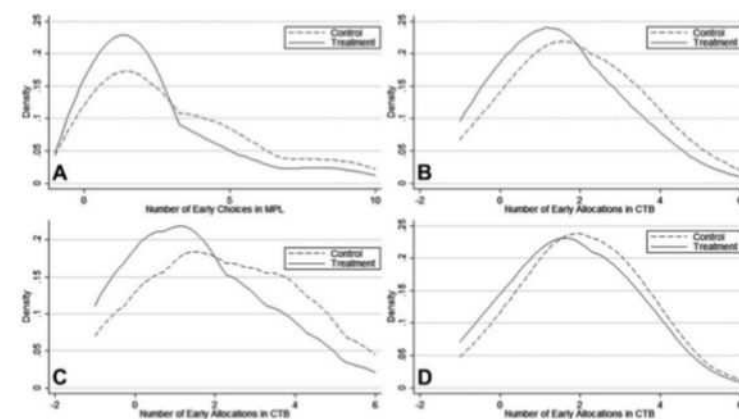 .25
.2
.15
.1
.05
0
Density
Control
Treatment
A
0 5 10
Number of Early Choices in MPL
.25
.2
.15
.1
.05
0
Density
Control
Treatment
B
-2 0 2 4 6
Number of Early Allocations in CTB
.2
.15
.1
.05
0
Density
Control
Treatment
C
-2 0 2 4 6
Number of Early Allocations in CTB
.25
.2
.15
.1
.05
0
Density
Control
Treatment
D
-2 0 2 4 6
Number of Early Allocations in CTB